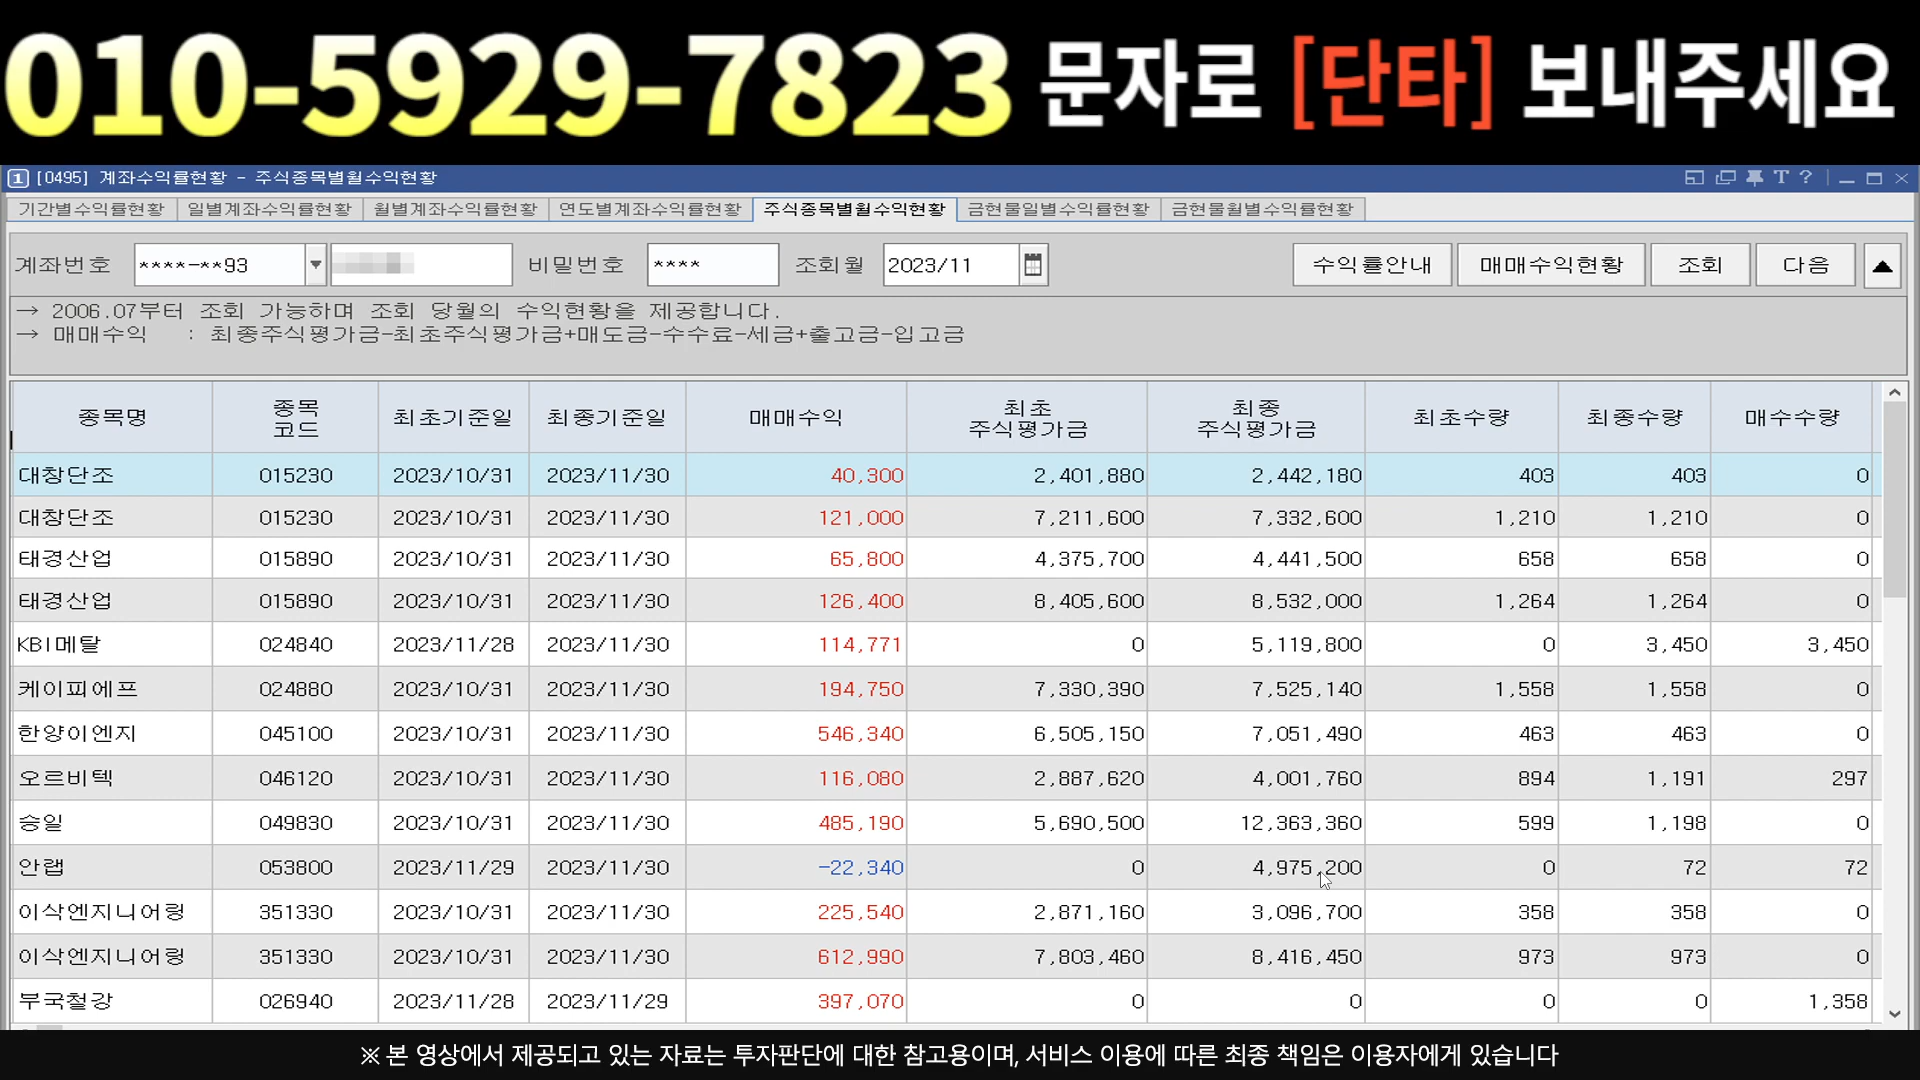 010-5929-7823 문자로 [단타] 보내주세요
1 [0495] 계좌수익률현황 - 주식종목별월수익현황 T ?
기간별수익률현황 일별계좌수익률현황 월별계좌수익률현황 연도별계좌수익률현황 주식종목별월수익현황 금현물일별수익률현황 금현물월별수익률현황
계좌번호 ****-**93 비밀번호 **** 조회월 2023/11 수익률안내 매매수익현황 조회 다음 ▲
→ 2006.07부터 조회 가능하며 조회 당월의 수익현황을 제공합니다.
→ 매매수익 : 최종주식평가금-최초주식평가금+매도금-수수료-세금+출고금-입고금
종목명 종목 코드 최초기준일 최종기준일 매매수익 최초 주식평가금 최종 주식평가금 최초수량 최종수량 매수수량
대창단조 015230 2023/10/31 2023/11/30 40,300 2,401,880 2,442,180 403 403 0
대창단조 015230 2023/10/31 2023/11/30 121,000 7,211,600 7,332,600 1,210 1,210 0
태경산업 015890 2023/10/31 2023/11/30 65,800 4,375,700 4,441,500 658 658 0
태경산업 015890 2023/10/31 2023/11/30 126,400 8,405,600 8,532,000 1,264 1,264 0
KBI메탈 024840 2023/11/28 2023/11/30 114,771 0 5,119,800 0 3,450 3,450
케이피에프 024880 2023/10/31 2023/11/30 194,750 7,330,390 7,525,140 1,558 1,558 0
한양이엔지 045100 2023/10/31 2023/11/30 546,340 6,505,150 7,051,490 463 463 0
오르비텍 046120 2023/10/31 2023/11/30 116,080 2,887,620 4,001,760 894 1,191 297
승일 049830 2023/10/31 2023/11/30 485,190 5,690,500 12,363,360 599 1,198 0
안랩 053800 2023/11/29 2023/11/30 -22,340 0 4,975,200 0 72 72
이삭엔지니어링 351330 2023/10/31 2023/11/30 225,540 2,871,160 3,096,700 358 358 0
이삭엔지니어링 351330 2023/10/31 2023/11/30 612,990 7,803,460 8,416,450 973 973 0
부국철강 026940 2023/11/28 2023/11/29 397,070 0 0 0 0 1,358
※ 본 영상에서 제공되고 있는 자료는 투자판단에 대한 참고용이며, 서비스 이용에 따른 최종 책임은 이용자에게 있습니다